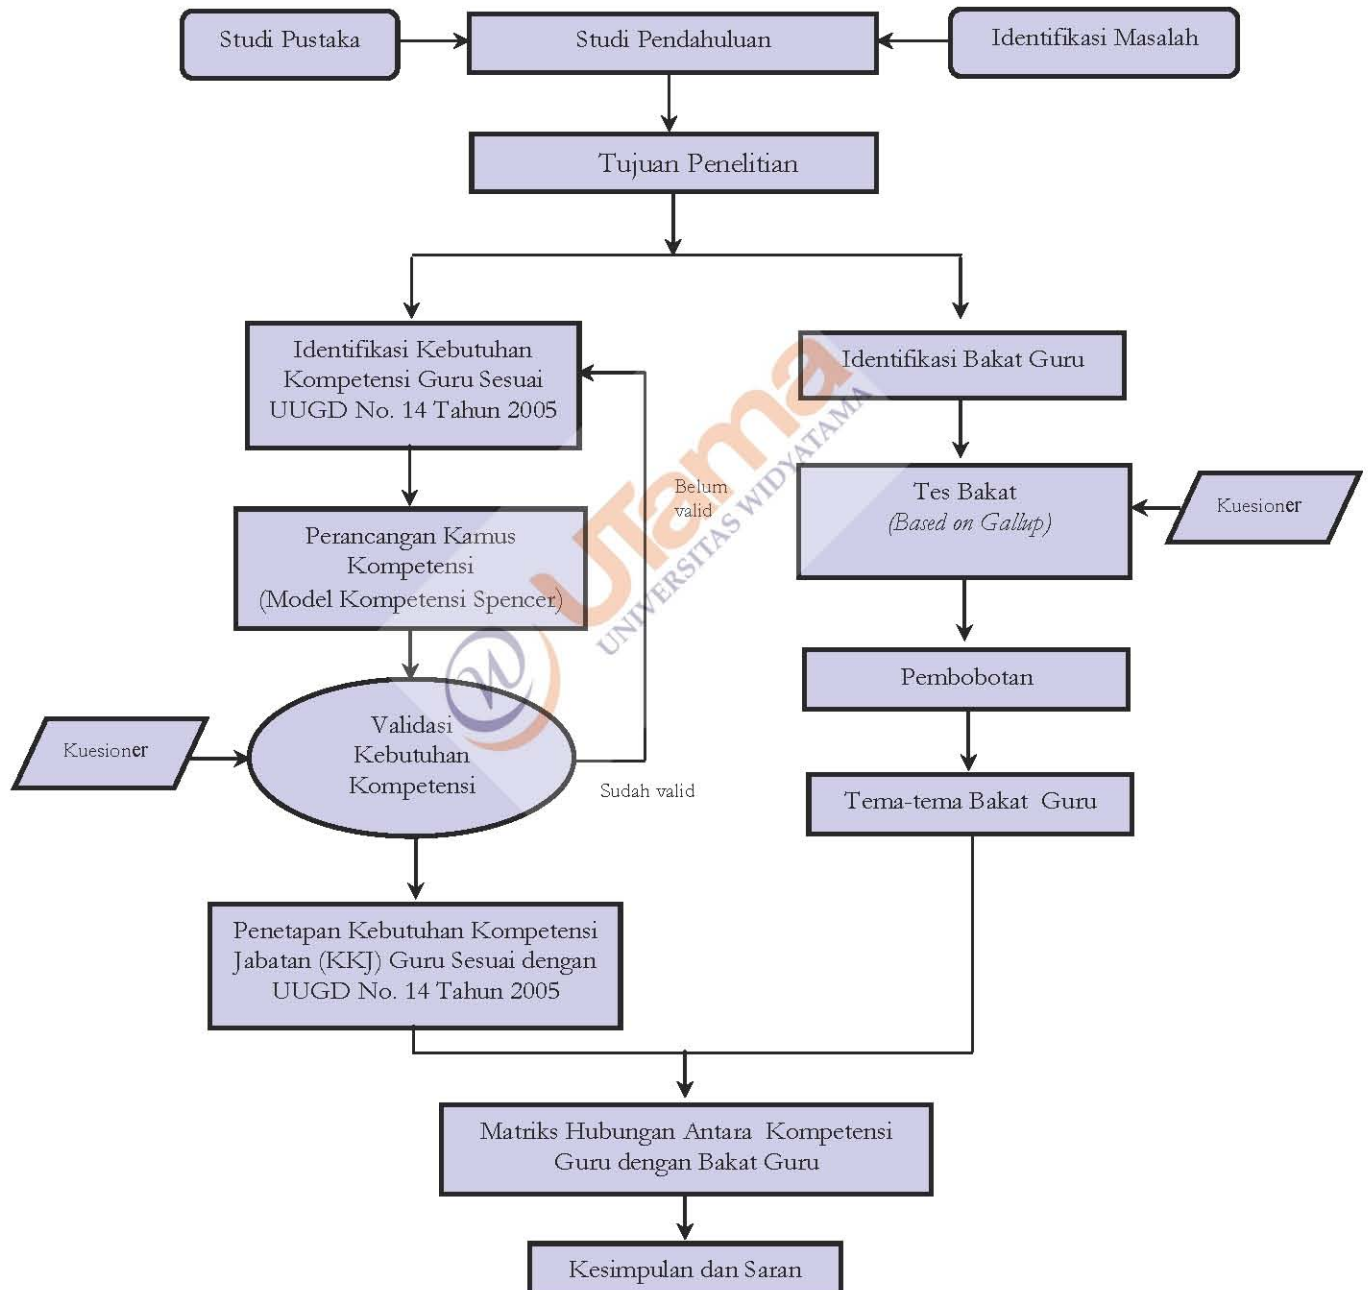 Studi Pustaka
Studi Pendahuluan
Identifikasi Masalah
Tujuan Penelitian
Identifikasi Kebutuhan
Kompetensi Guru Sesuai
UUGD No. 14 Tahun 2005
Identifikasi Bakat Guru
Belum
valid
Tes Bakat
(Based on Gallup)
Kuesioner
Perancangan Kamus
Kompetensi
(Model Kompetensi Spencer)
UTama
UNIVERSITAS WIDYATAMA
Pembobotan
Validasi
Kebutuhan
Kompetensi
Kuesioner
Sudah valid
Tema-tema Bakat Guru
Penetapan Kebutuhan Kompetensi
Jabatan (KKJ) Guru Sesuai dengan
UUGD No. 14 Tahun 2005
Matriks Hubungan Antara Kompetensi
Guru dengan Bakat Guru
Kesimpulan dan Saran